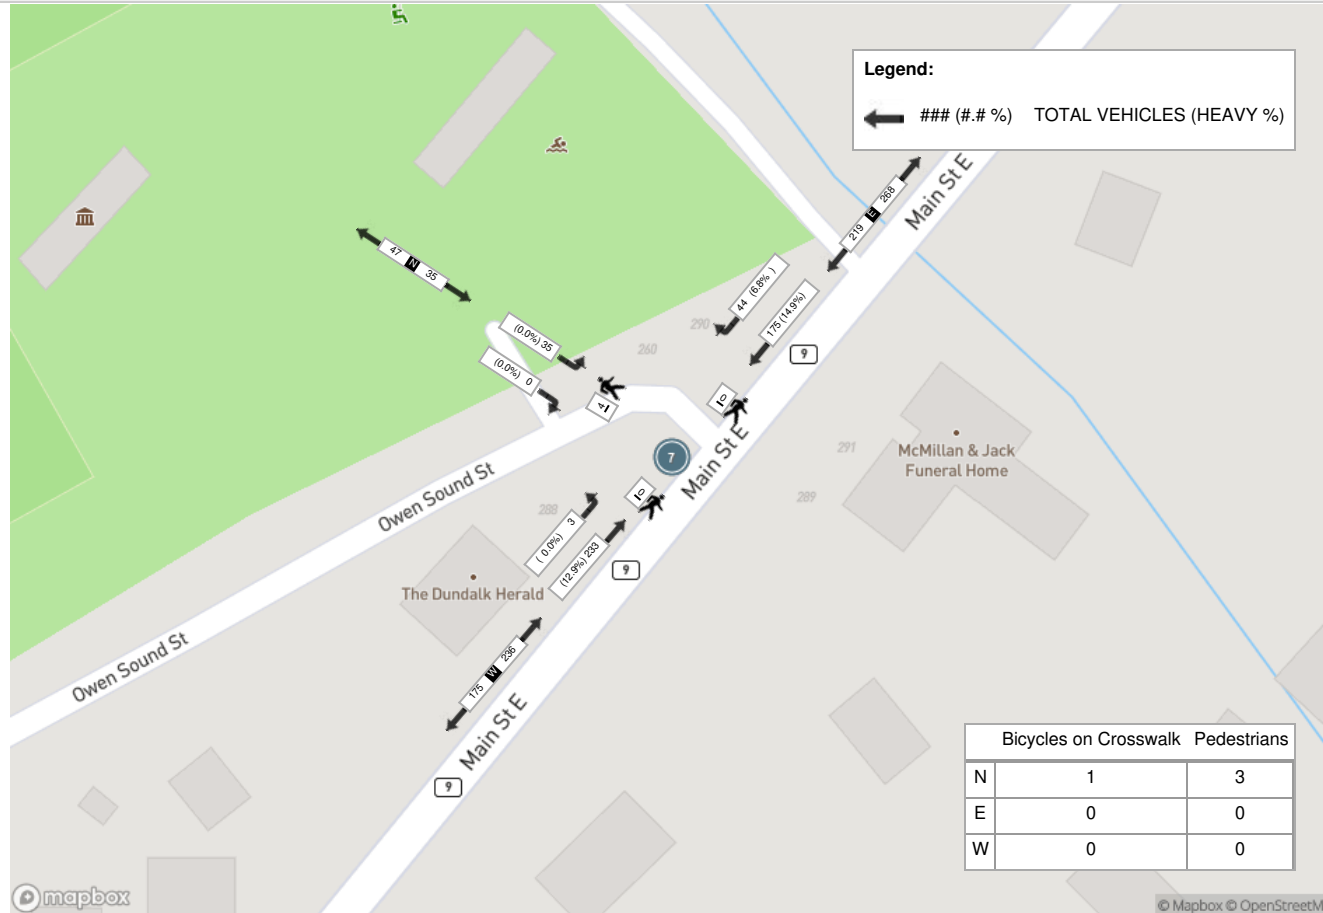 Legend:
### (#.# %) TOTAL VEHICLES (HEAVY %)
Main St E
268
E
219
47
N
35
44 (6.8% )
175 (14.9%)
290
260
(0.0%) 35
(0.0%) 0
9
4
0
291
McMillan & Jack
Funeral Home
7
Main St E
289
Owen Sound St
0
288
( 0.0%) 3
(12.9%) 233
9
The Dundalk Herald
236
W
175
Owen Sound St
Main St E
9
Bicycles on Crosswalk Pedestrians
N 1 3
E 0 0
W 0 0
mapbox
© Mapbox © OpenStreetM